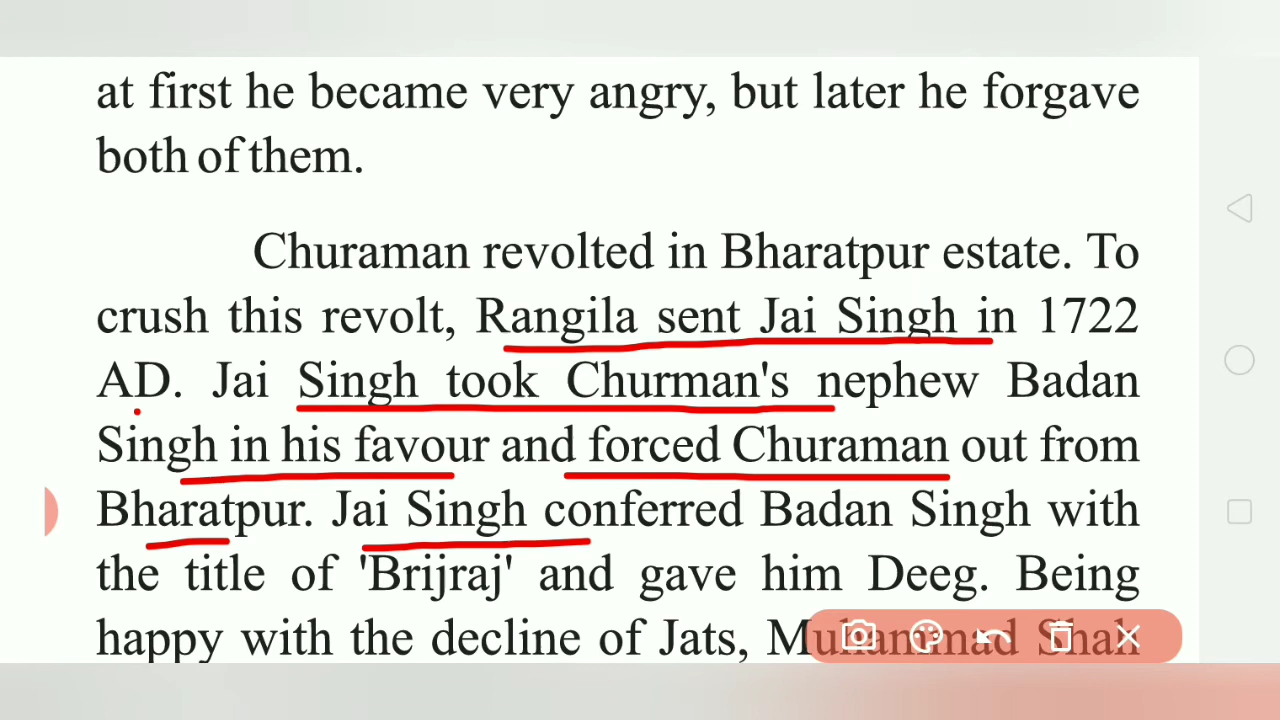 at first he became very angry, but later he forgave
both of them.
Churaman revolted in Bharatpur estate. To
crush this revolt, Rangila sent Jai Singh in 1722
AD. Jai Singh took Churman's nephew Badan
Singh in his favour and forced Churaman out from
Bharatpur. Jai Singh conferred Badan Singh with
the title of 'Brijraj' and gave him Deeg. Being
happy with the decline of Jats, Muhammad Shah